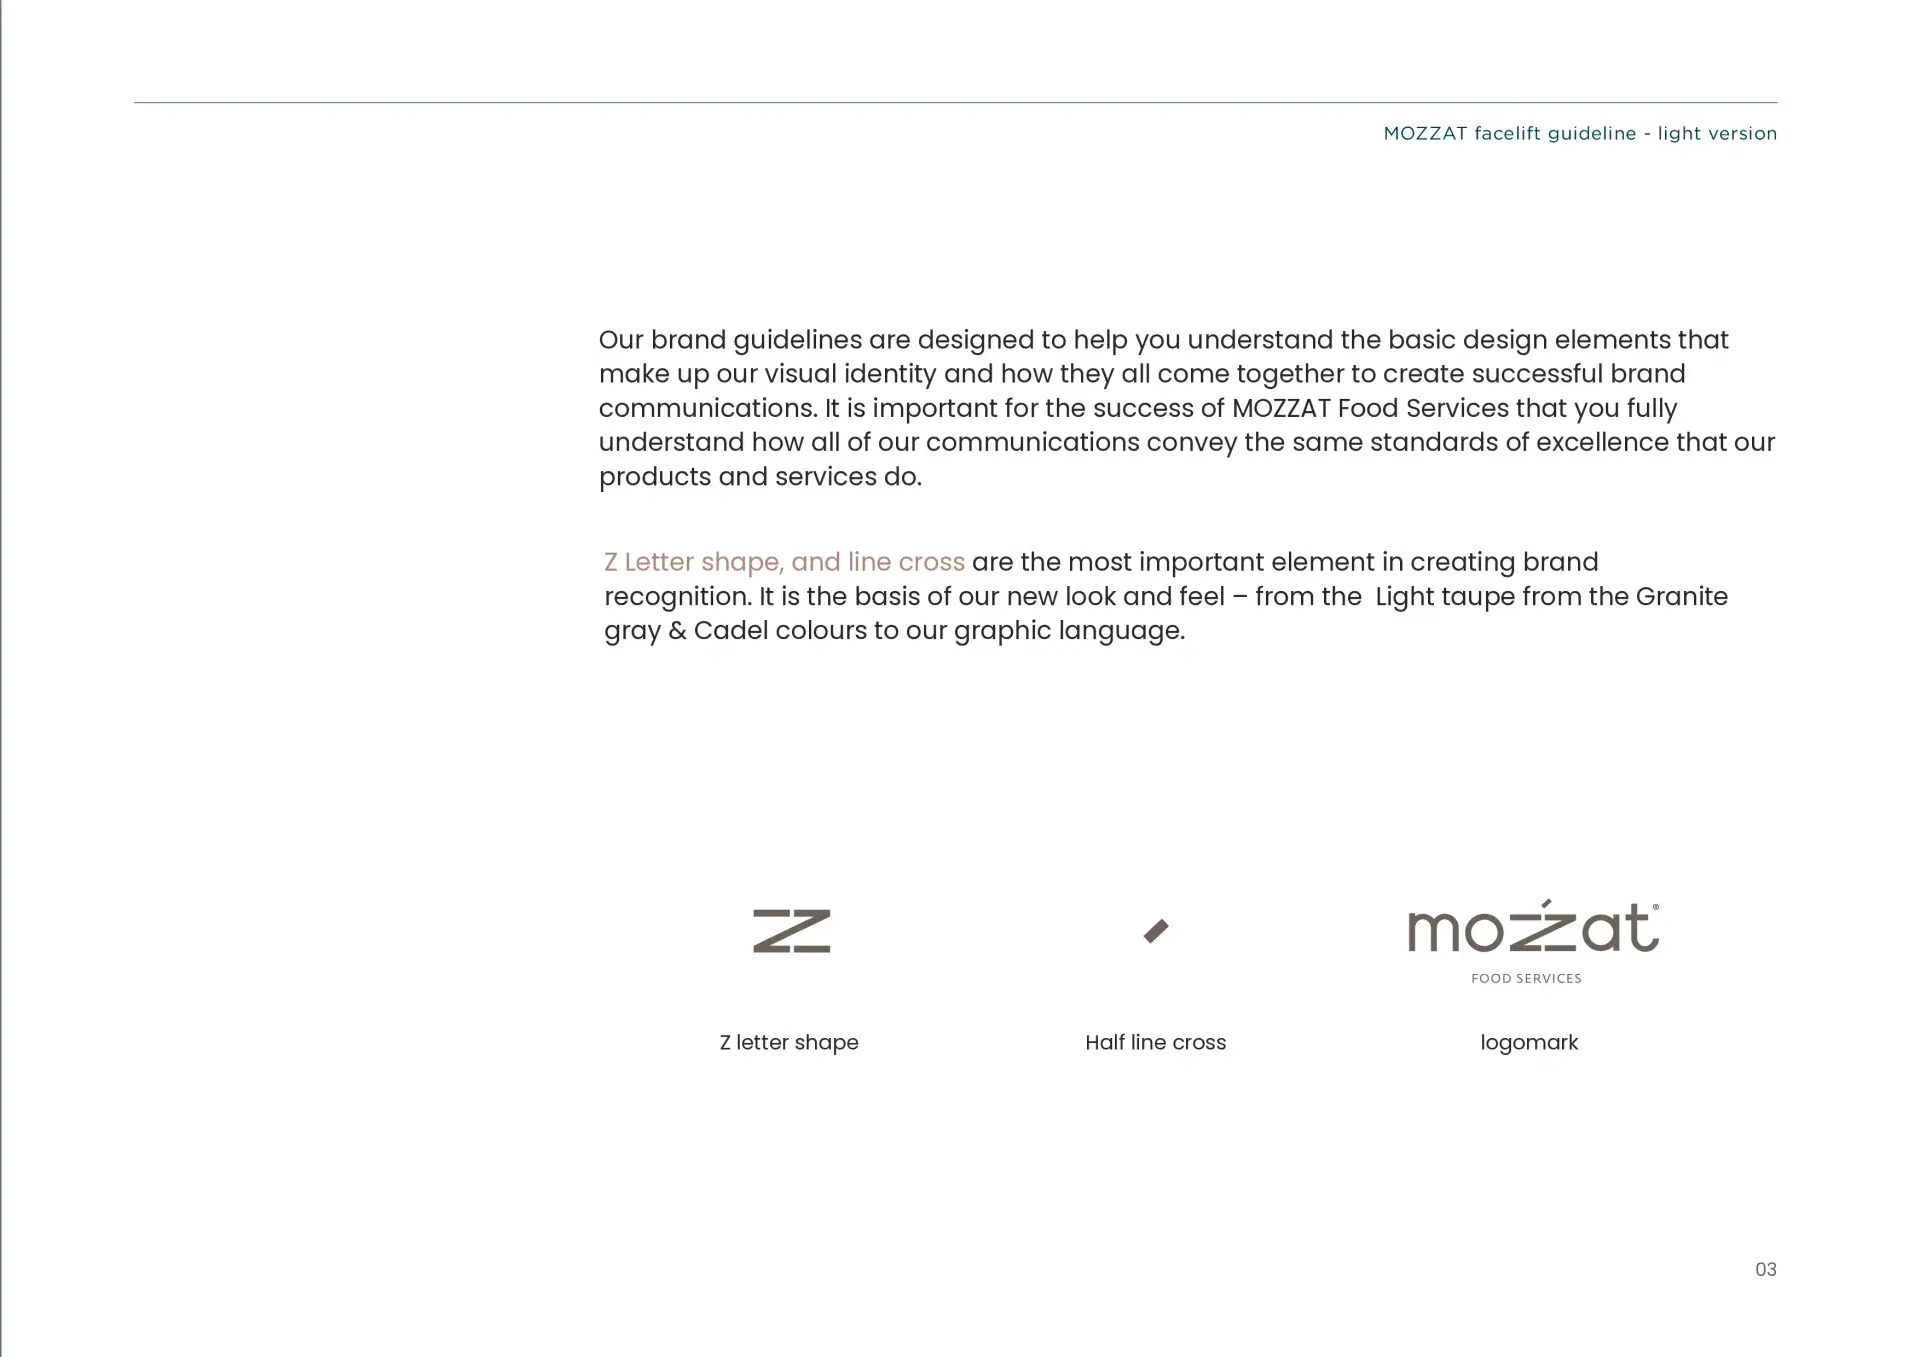 MOZZAT facelift guideline - light version
Our brand guidelines are designed to help you understand the basic design elements that
make up our visual identity and how they all come together to create successful brand
communications. It is important for the success of MOZZAT Food Services that you fully
understand how all of our communications convey the same standards of excellence that our
products and services do.
Z Letter shape, and line cross are the most important element in creating brand
recognition. It is the basis of our new look and feel – from the  Light taupe from the Granite
gray & Cadel colours to our graphic language.
mozzat®
FOOD SERVICES
Z letter shape
Half line cross
logomark
03